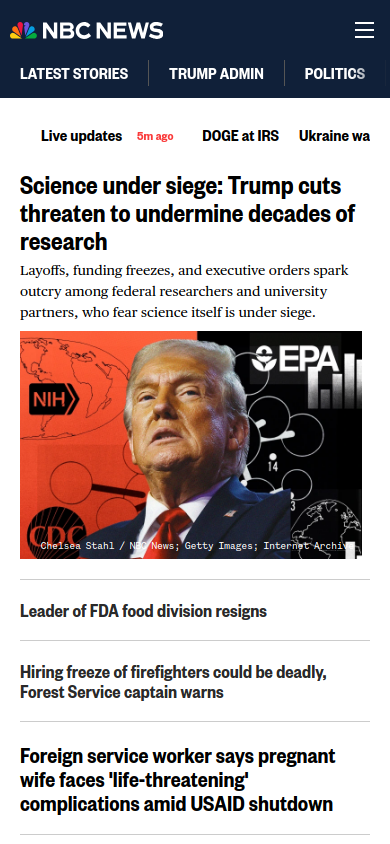 NBC NEWS
LATEST STORIES
TRUMP ADMIN
POLITICS
Live updates 5m ago
DOGE at IRS
Ukraine wa
Science under siege: Trump cuts
threaten to undermine decades of
research
Layoffs, funding freezes, and executive orders spark
outcry among federal researchers and university
partners, who fear science itself is under siege.
EPA
NIH
14
3
CDC
Chelsea Stahl / NBC News; Getty Images; Internet Archive
Leader of FDA food division resigns
Hiring freeze of firefighters could be deadly,
Forest Service captain warns
Foreign service worker says pregnant
wife faces 'life-threatening'
complications amid USAID shutdown